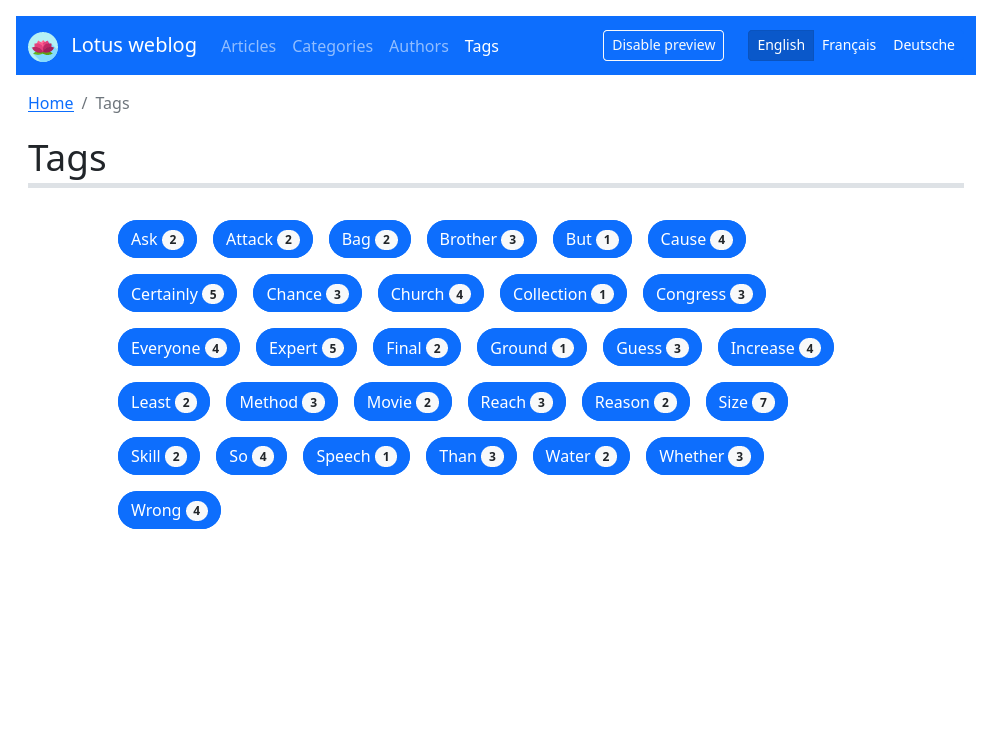 Lotus weblog Articles Categories Authors Tags Disable preview English Français Deutsche
Home / Tags
Tags
Ask 2 Attack 2 Bag 2 Brother 3 But 1 Cause 4
Certainly 5 Chance 3 Church 4 Collection 1 Congress 3
Everyone 4 Expert 5 Final 2 Ground 1 Guess 3 Increase 4
Least 2 Method 3 Movie 2 Reach 3 Reason 2 Size 7
Skill 2 So 4 Speech 1 Than 3 Water 2 Whether 3
Wrong 4